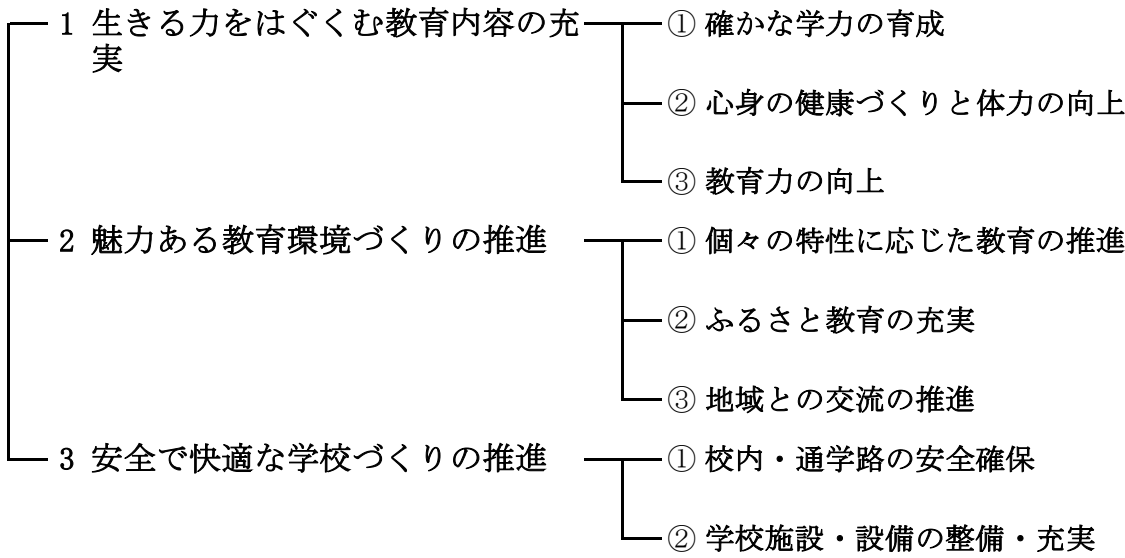 1 生きる力をはぐくむ教育内容の充
実
① 確かな学力の育成
② 心身の健康づくりと体力の向上
③ 教育力の向上
2 魅力ある教育環境づくりの推進
① 個々の特性に応じた教育の推進
② ふるさと教育の充実
③ 地域との交流の推進
3 安全で快適な学校づくりの推進
① 校内・通学路の安全確保
② 学校施設・設備の整備・充実